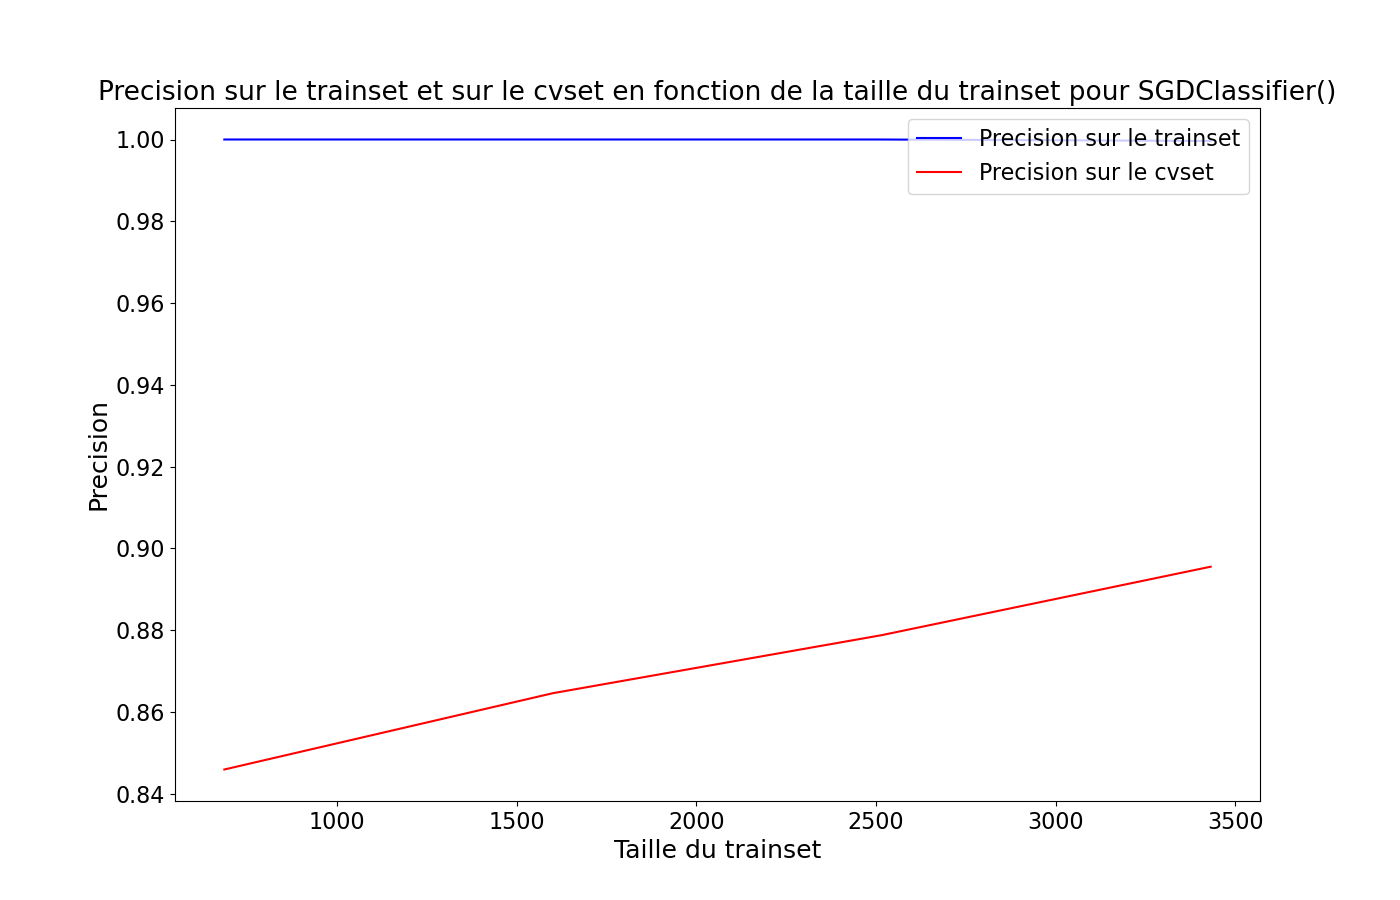 Precision sur le trainset et sur le cvset en fonction de la taille du trainset pour SGDClassifier()
Precision sur le trainset
Precision sur le cvset
1.00
0.98
0.96
0.94
0.92
0.90
0.88
0.86
0.84
Precision
1000 1500 2000 2500 3000 3500
Taille du trainset